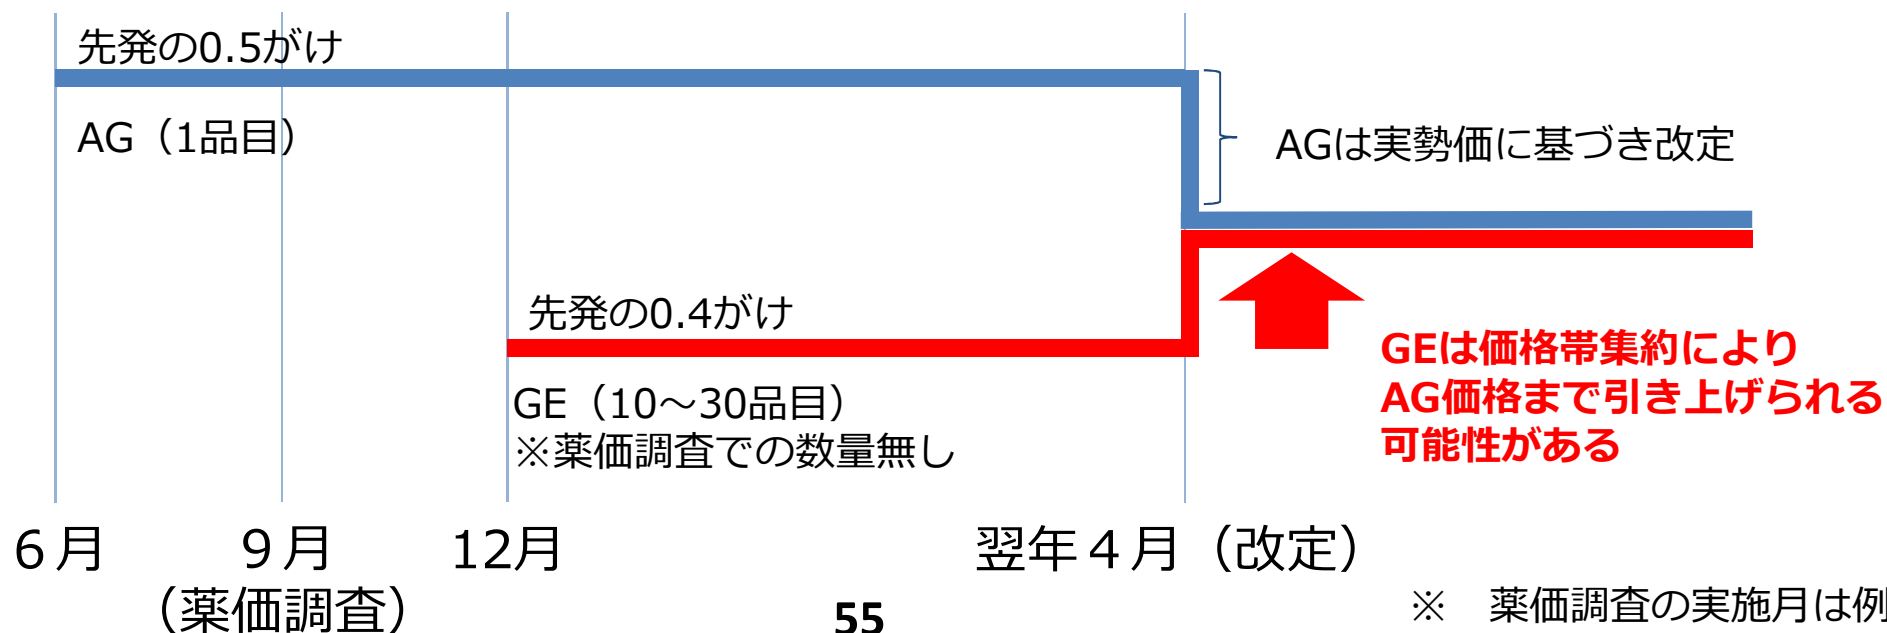 先発の0.5がけ
AG（1品目）
AGは実勢価に基づき改定
先発の0.4がけ
GE（10～30品目）
※薬価調査での数量無し
GEは価格帯集約により
AG価格まで引き上げられる
可能性がある
６月
９月
12月
翌年４月（改定）
（薬価調査）
55
※　薬価調査の実施月は例